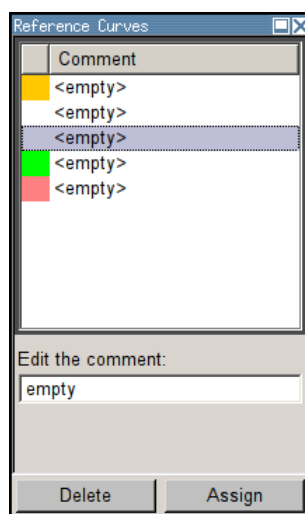 Reference Curves
Comment
<empty>
<empty>
<empty>
<empty>
<empty>
Edit the comment:
empty
Delete Assign